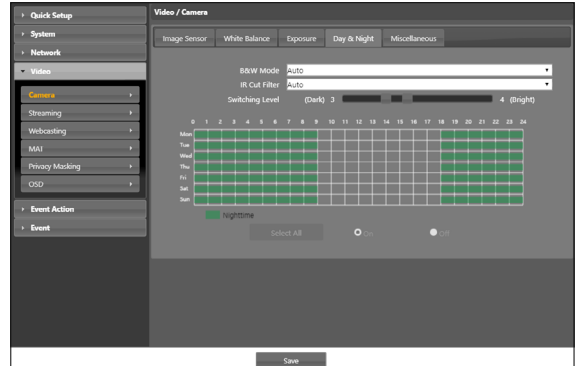 Quick Setup
System
Network
Video
Camera
Streaming
Webcasting
MAT
Privacy Masking
OSD
Event Action
Event
Video / Camera
Image Sensor White Balance Exposure Day & Night Miscellaneous
B&W Mode Auto
IR Cut Filter Auto
Switching Level (Dark) 3 4 (Bright)
0 1 2 3 4 5 6 7 8 9 10 11 12 13 14 15 16 17 18 19 20 21 22 23 24
Mon
Tue
Wed
Thu
Fri
Sat
Sun
Nighttime
Select All On Off
Save